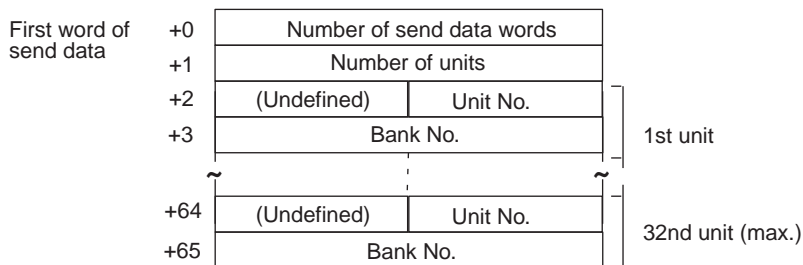 First word of
send data
+0 Number of send data words
+1 Number of units
+2 (Undefined) Unit No.
+3 Bank No.
1st unit
~ ~
+64 (Undefined) Unit No.
+65 Bank No.
32nd unit (max.)